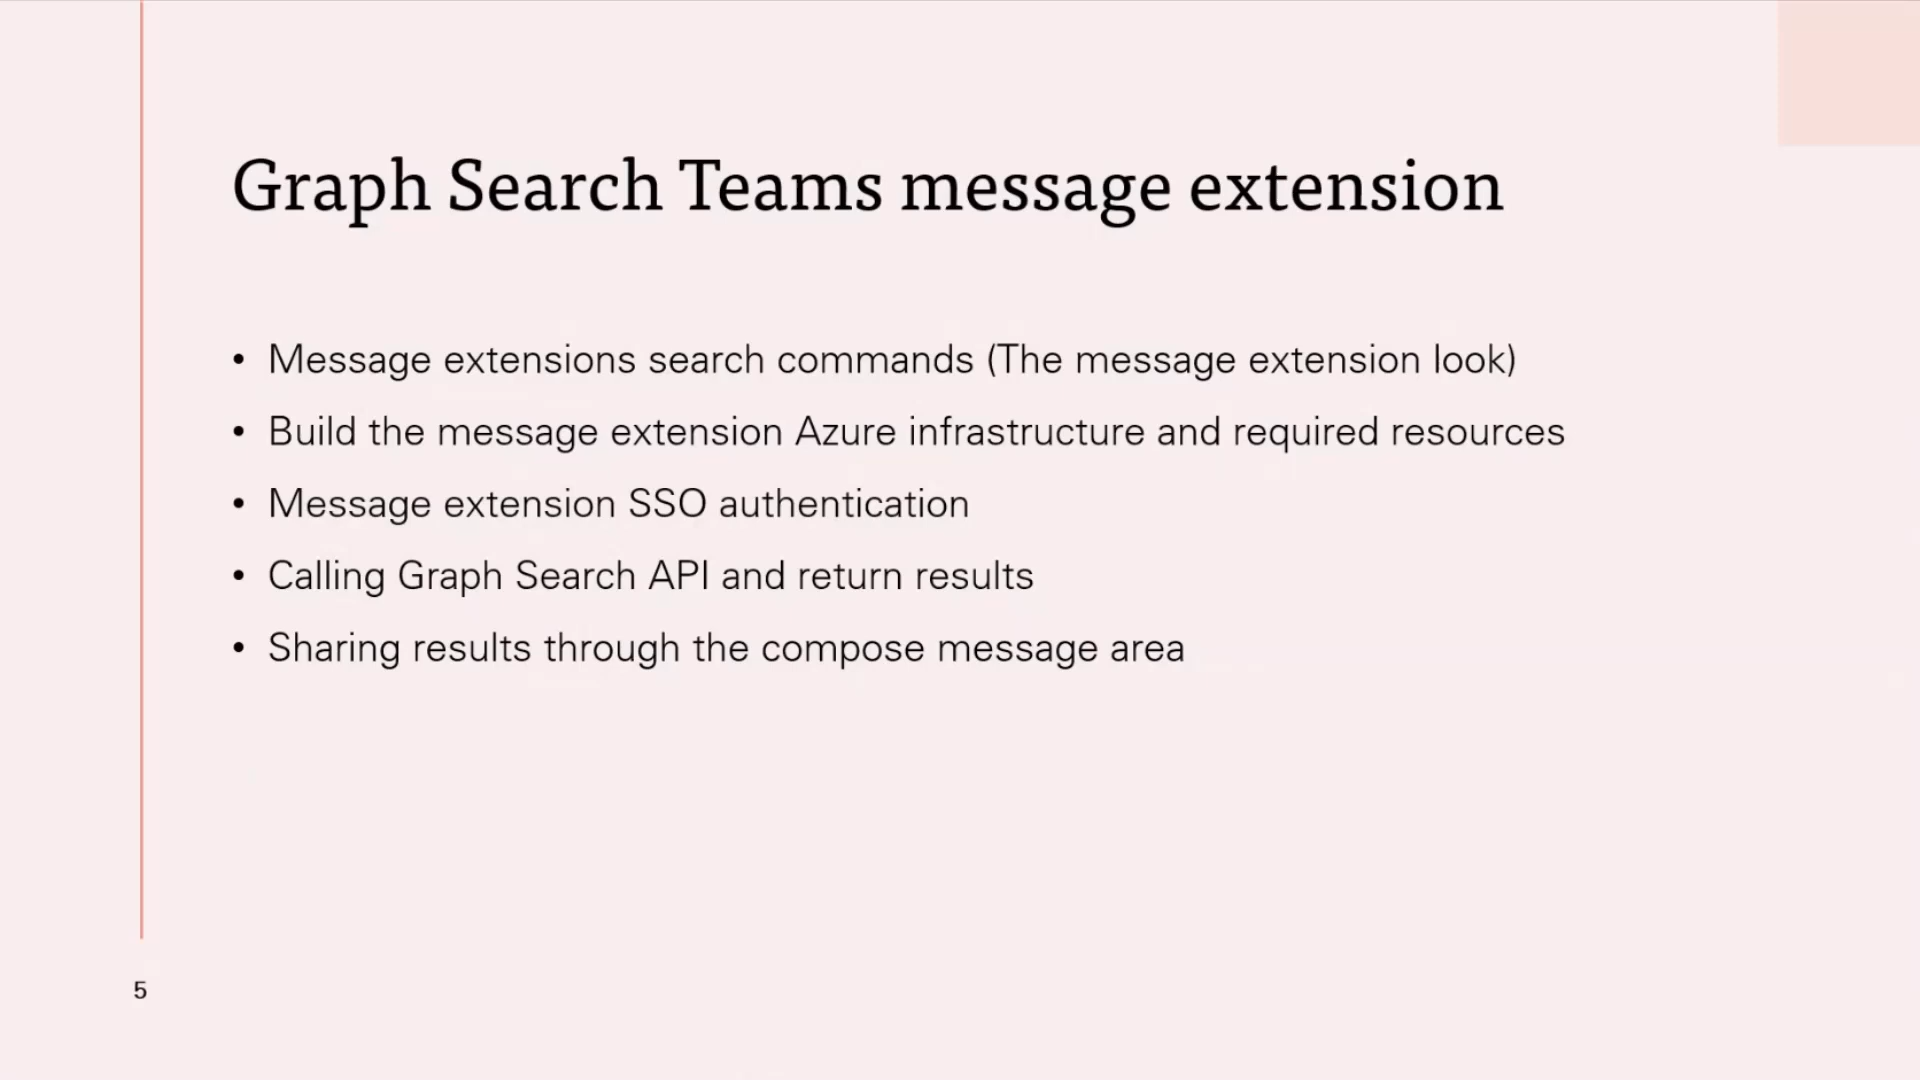 Graph Search Teams message extension
• Message extensions search commands (The message extension look)
• Build the message extension Azure infrastructure and required resources
• Message extension SSO authentication
• Calling Graph Search API and return results
• Sharing results through the compose message area
5